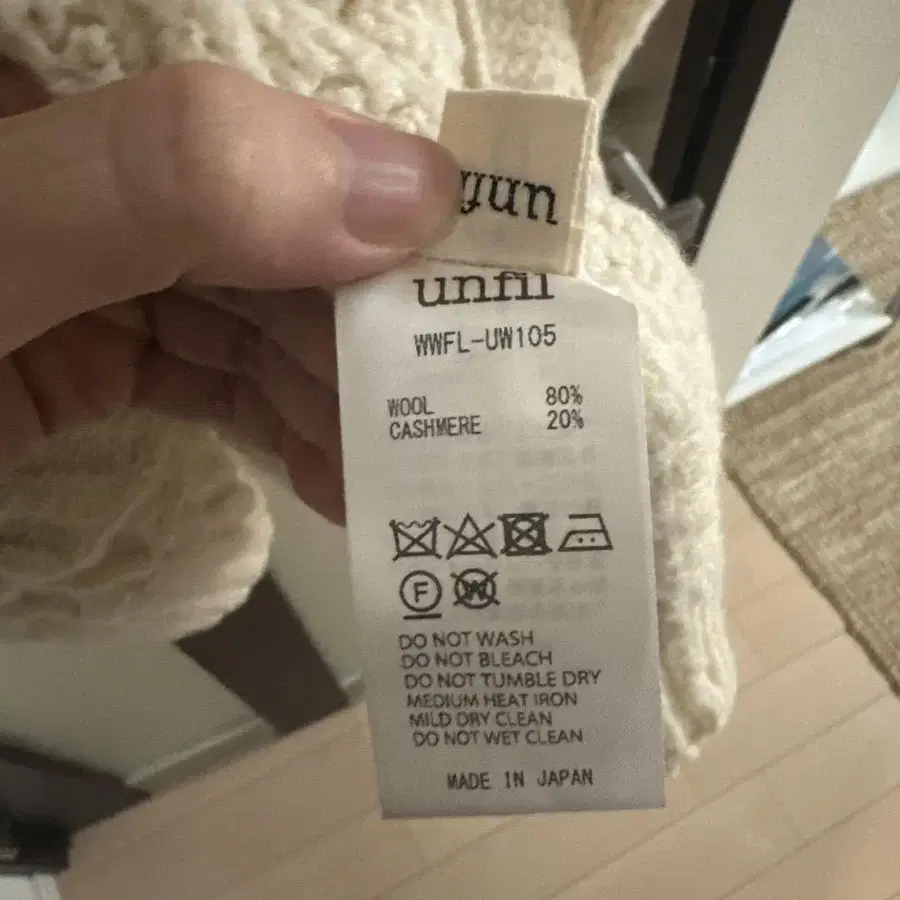 unfil
WWFL-UW105
WOOL 80%
CASHMERE 20%
F W
DO NOT WASH
DO NOT BLEACH
DO NOT TUMBLE DRY
MEDIUM HEAT IRON
MILD DRY CLEAN
DO NOT WET CLEAN
MADE IN JAPAN